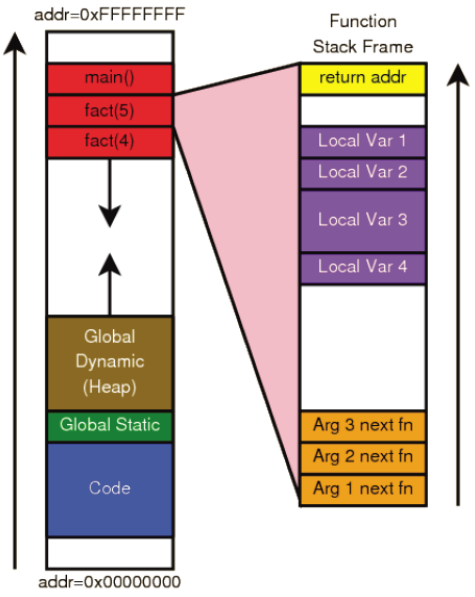 addr=0xFFFFFFFF
main()
fact(5)
fact(4)
Global
Dynamic
(Heap)
Global Static
Code
addr=0x00000000
Function
Stack Frame
return addr
Local Var 1
Local Var 2
Local Var 3
Local Var 4
Arg 3 next fn
Arg 2 next fn
Arg 1 next fn